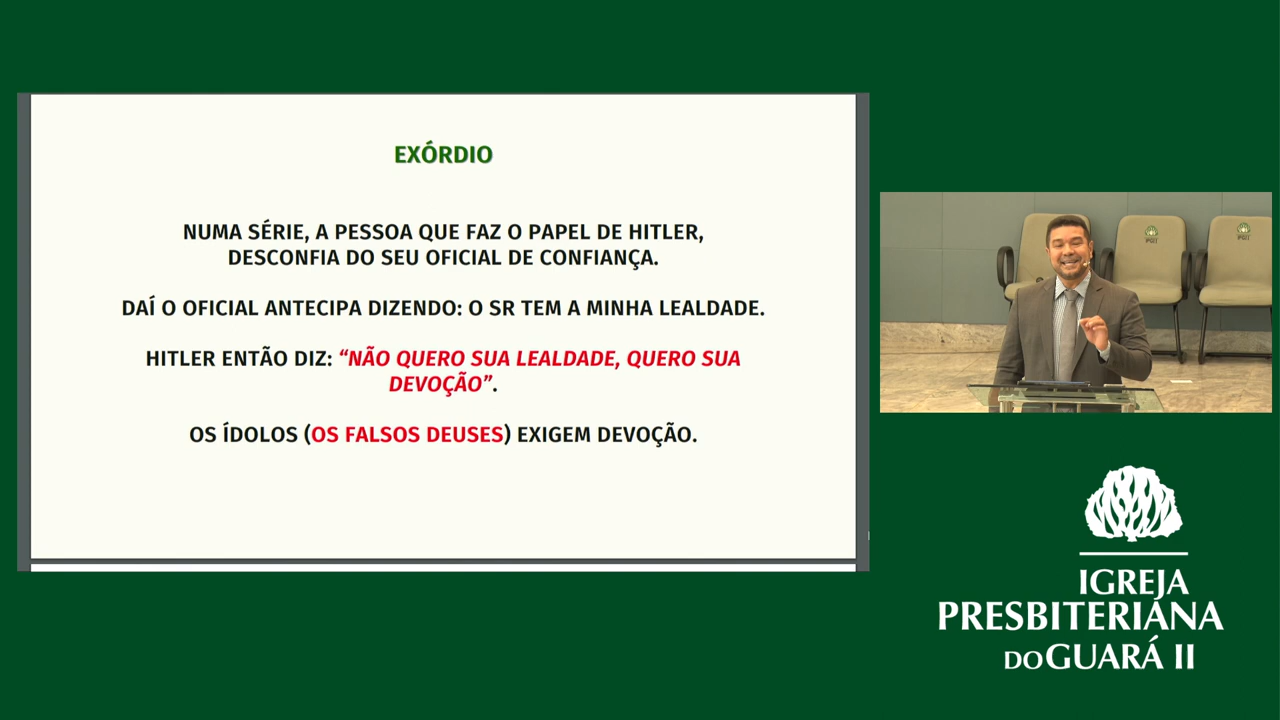 EXÓRDIO
NUMA SÉRIE, A PESSOA QUE FAZ O PAPEL DE HITLER,
DESCONFIA DO SEU OFICIAL DE CONFIANÇA.
DAÍ O OFICIAL ANTECIPA DIZENDO: O SR TEM A MINHA LEALDADE.
HITLER ENTÃO DIZ: “NÃO QUERO SUA LEALDADE, QUERO SUA
DEVOÇÃO”.
OS ÍDOLOS (OS FALSOS DEUSES) EXIGEM DEVOÇÃO.
IGREJA
PRESBITERIANA
DO GUARÁ II